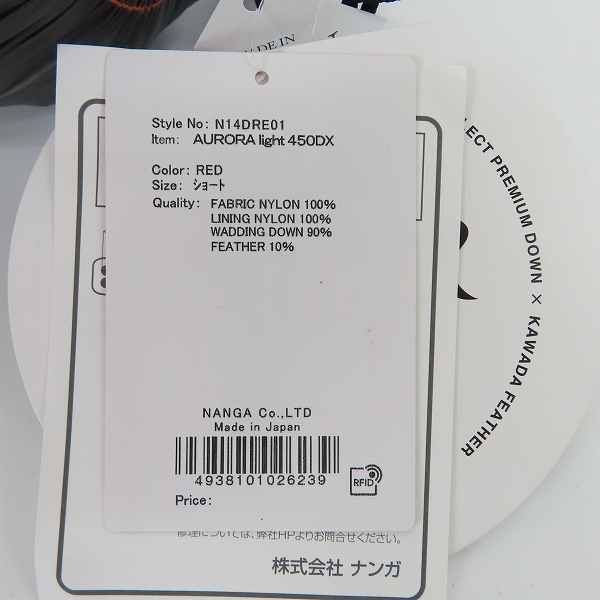 MADE IN
Style No: N14DRE01
Item: AURORA light 450DX
Color: RED
Size: ショート
Quality: FABRIC NYLON 100%
LINING NYLON 100%
WADDING DOWN 90%
FEATHER 10%
NANGA Co.,LTD
Made in Japan
4938101026239
RFID
Price:
LECT PREMIUM DOWN × KAWADA FEATHER
修理については、弊社HPよりお問合せください。
株式会社 ナンガ